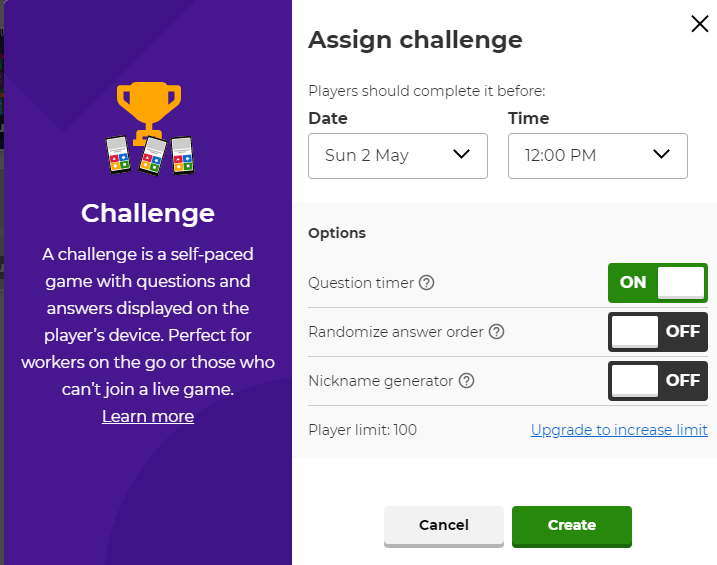 Challenge
A challenge is a self-paced
game with questions and
answers displayed on the
player's device. Perfect for
workers on the go or those who
can't join a live game.
Learn more
Assign challenge
Players should complete it before:
Date
Time
Sun 2 May
12:00 PM
Options
Question timer ?
ON
Randomize answer order ?
OFF
Nickname generator ?
OFF
Player limit: 100
Upgrade to increase limit
Cancel
Create